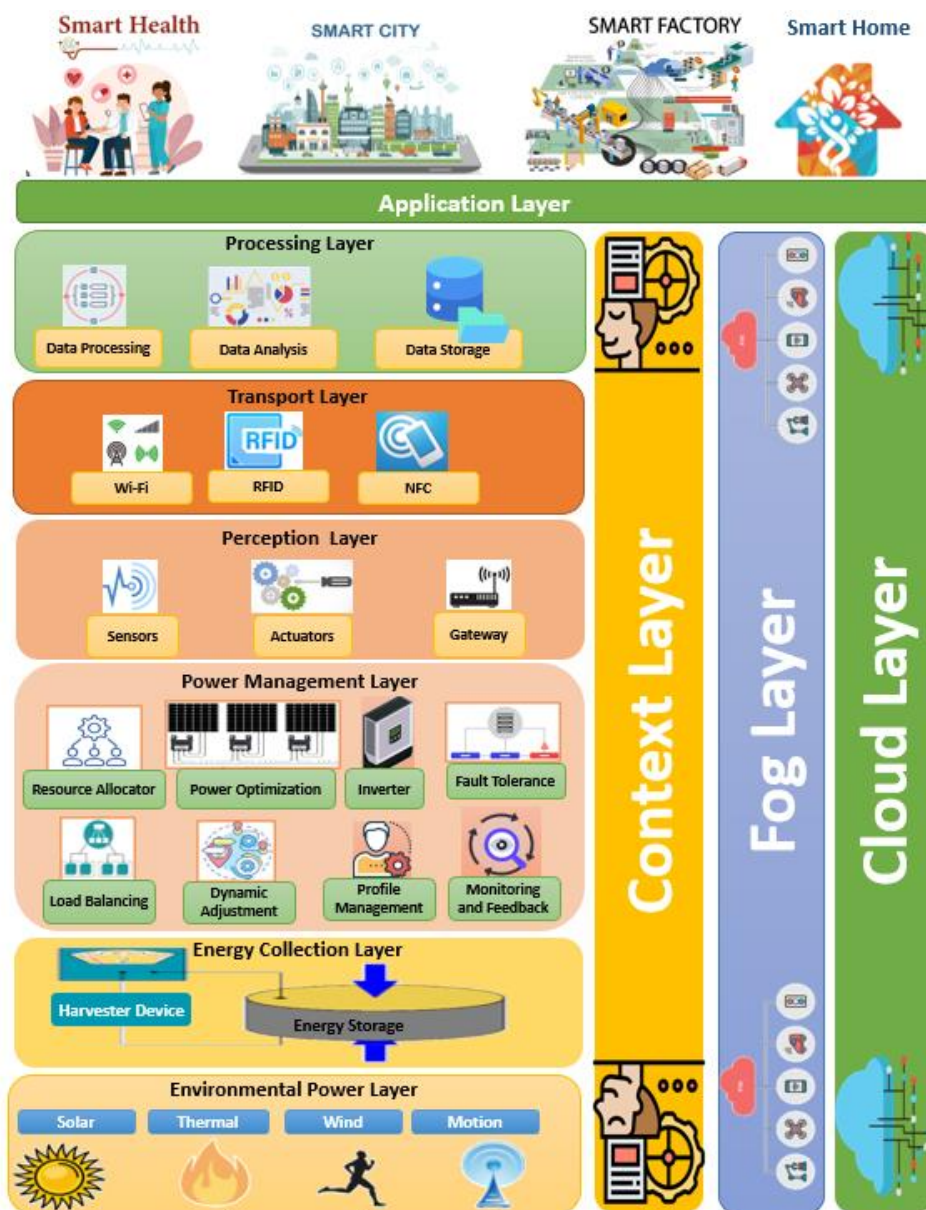 Smart Health
SMART CITY
SMART FACTORY
Smart Home
Application Layer
Processing Layer
Data Processing
Data Analysis
Data Storage
Transport Layer
RFID
Wi-Fi
RFID
NFC
Perception Layer
Sensors
Actuators
Gateway
Power Management Layer
Resource Allocator
Power Optimization
Inverter
Fault Tolerance
Load Balancing
Dynamic
Adjustment
Profile
Management
Monitoring
and Feedback
Energy Collection Layer
Harvester Device
Energy Storage
Environmental Power Layer
Solar
Thermal
Wind
Motion
Context Layer
Fog Layer
Cloud Layer